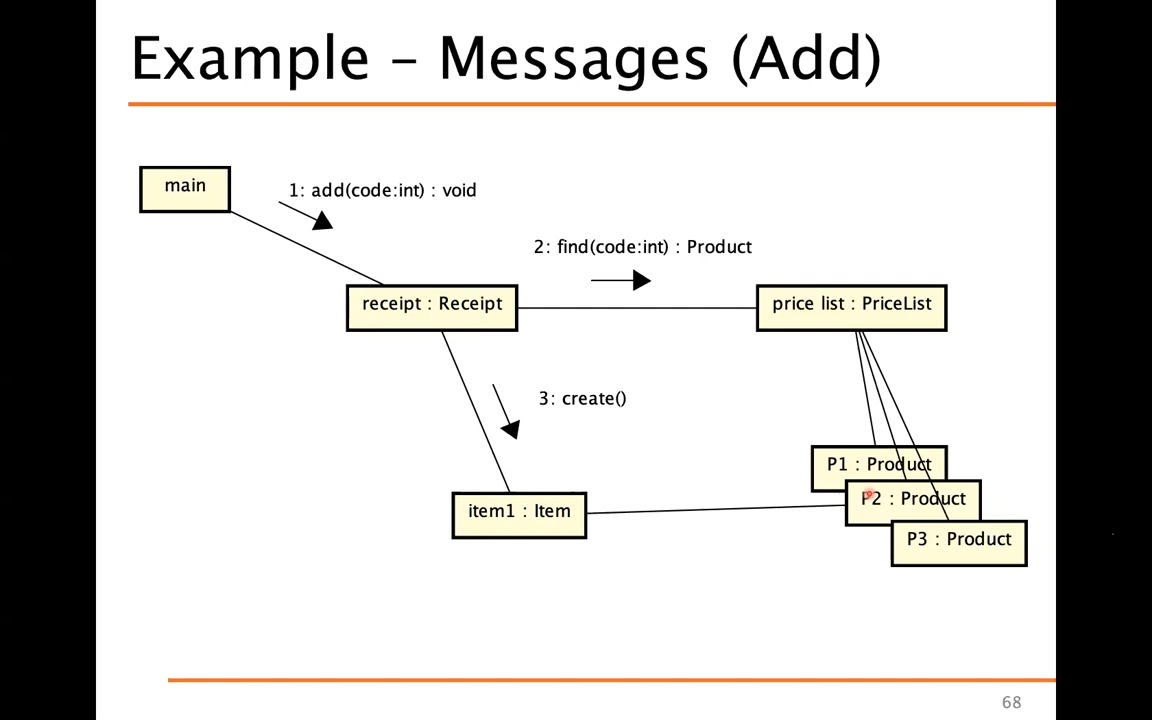 Example – Messages (Add)
main
1: add(code:int) : void
2: find(code:int) : Product
receipt : Receipt
price list : PriceList
3: create()
P1 : Product
P2 : Product
item1 : Item
P3 : Product
68